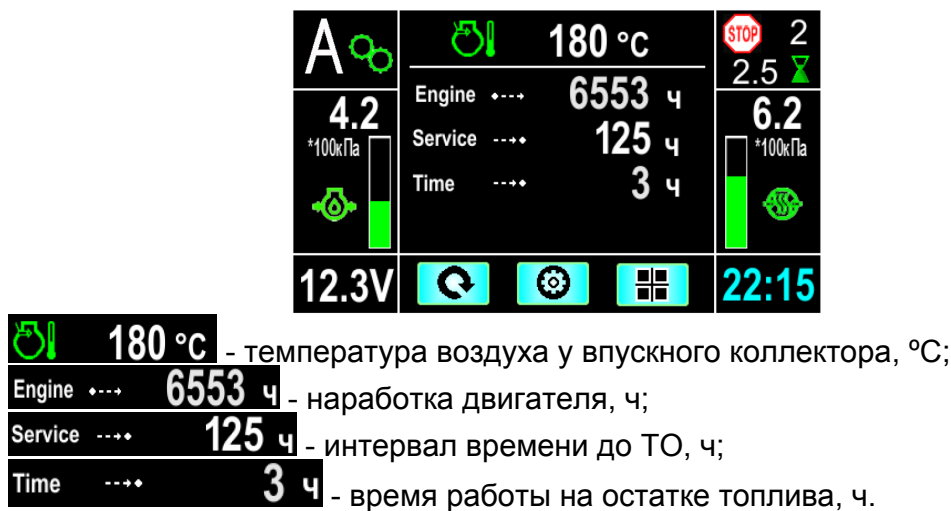 A
180 °C
STOP 2
2.5
4.2
*100кПа
Engine 6553 ч
Service 125 ч
Time 3 ч
6.2
*100кПа
12.3V
22:15
180 °C - температура воздуха у впускного коллектора, ºС;
Engine 6553 ч - наработка двигателя, ч;
Service 125 ч - интервал времени до ТО, ч;
Time 3 ч - время работы на остатке топлива, ч.